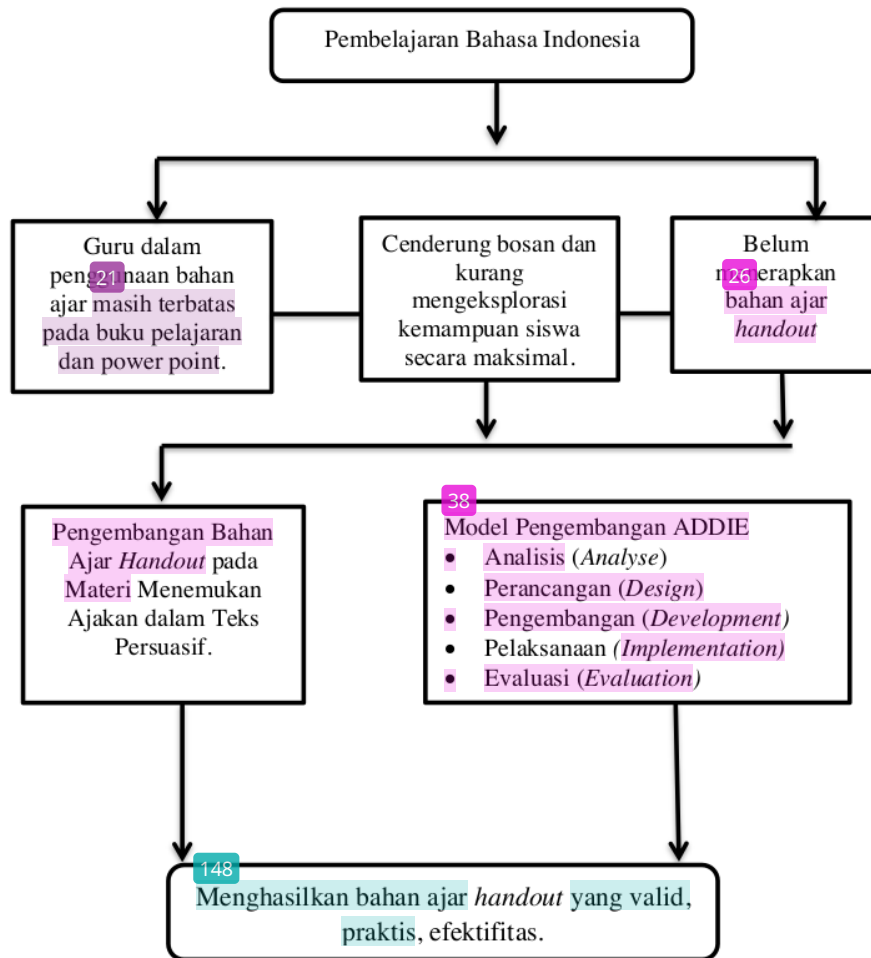 Pembelajaran Bahasa Indonesia
Guru dalam
penggunaan bahan
ajar masih terbatas
pada buku pelajaran
dan power point.
21
Cenderung bosan dan
kurang
mengeksplorasi
kemampuan siswa
secara maksimal.
Belum
menerapkan
bahan ajar
handout
26
Pengembangan Bahan
Ajar Handout pada
Materi Menemukan
Ajakan dalam Teks
Persuasif.
38
Model Pengembangan ADDIE
• Analisis (Analyse)
• Perancangan (Design)
• Pengembangan (Development)
• Pelaksanaan (Implementation)
• Evaluasi (Evaluation)
148
Menghasilkan bahan ajar handout yang valid,
praktis, efektifitas.